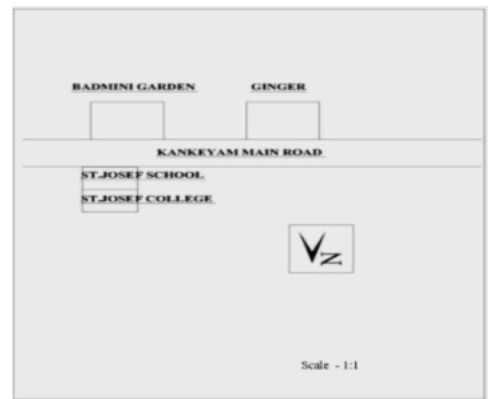 BADMINI GARDEN GINGER
KANKEYAM MAIN ROAD
ST.JOSEF SCHOOL
ST.JOSEF COLLEGE
N
Scale - 1:1